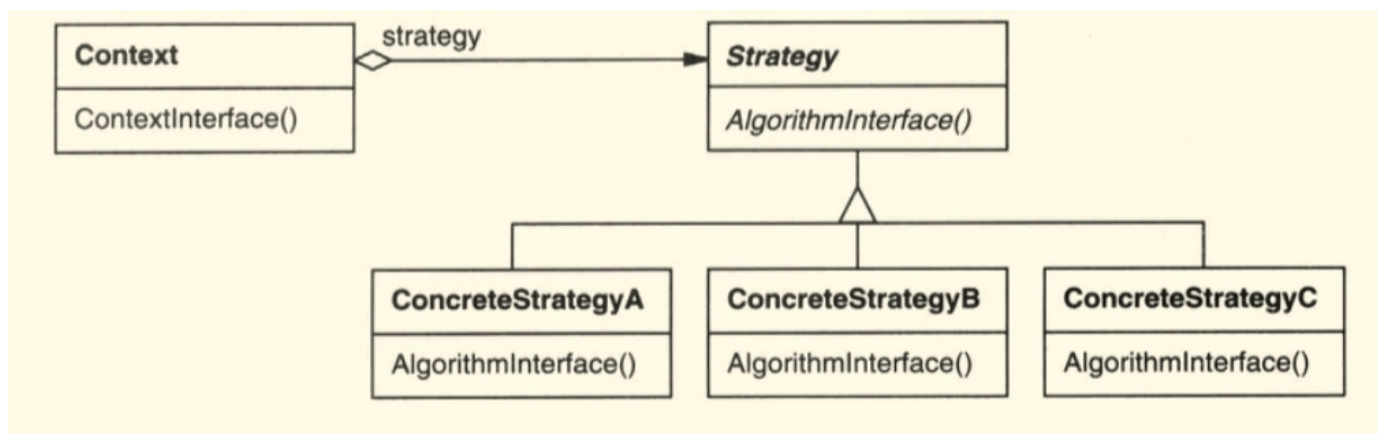 Context
ContextInterface()
strategy
Strategy
AlgorithmInterface()
ConcreteStrategyA
AlgorithmInterface()
ConcreteStrategyB
AlgorithmInterface()
ConcreteStrategyC
AlgorithmInterface()